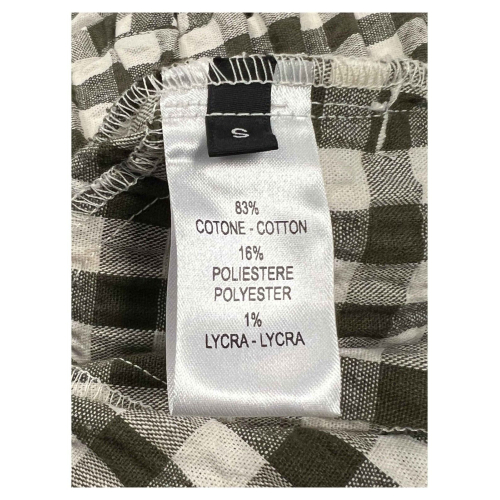 S
83%
COTONE - COTTON
16%
POLIESTERE
POLYESTER
1%
LYCRA - LYCRA